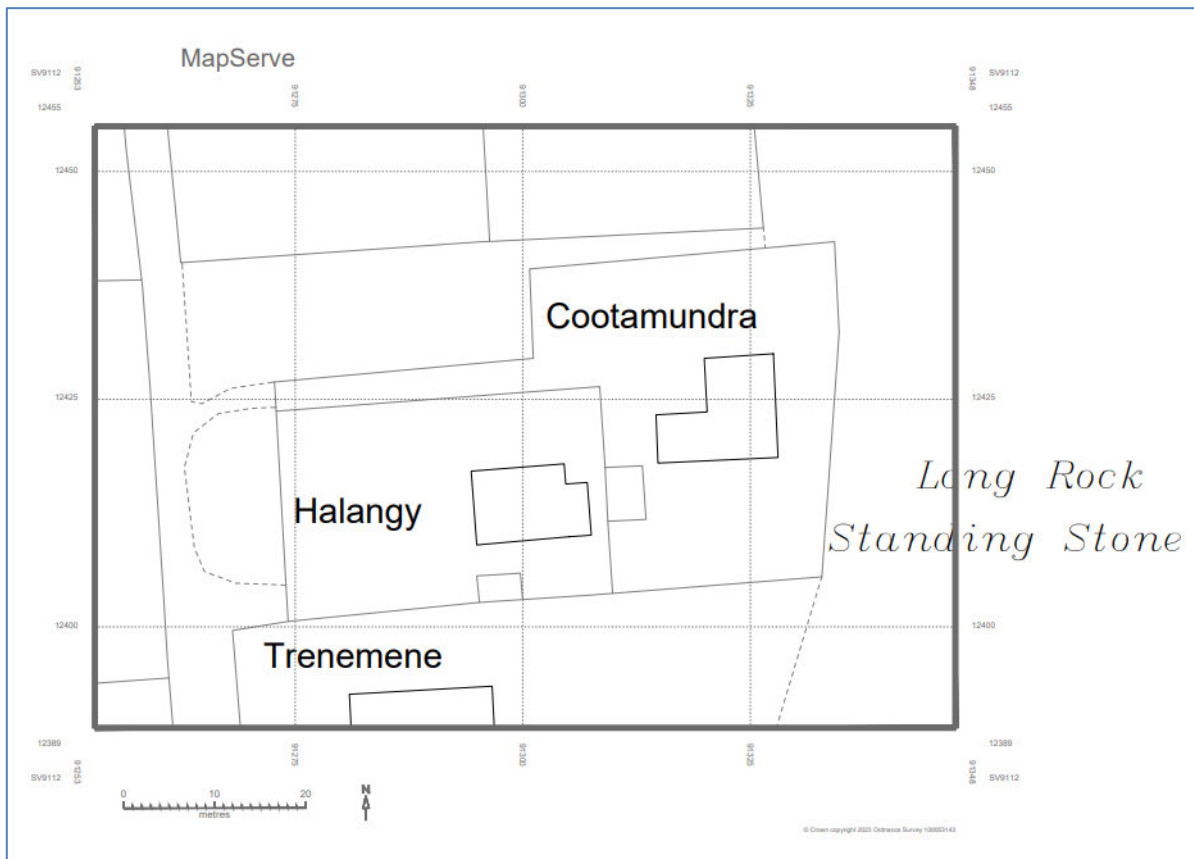 MapServe
SV9112
91253
91348
SV9112
12455
91275
91300
91325
12455
12450
12450
Cootamundra
12425
12425
Long Rock
Halangy
Standing Stone
12400
12400
Trenemene
12389
91275
91300
91325
12389
SV9112
91253
91348
SV9112
0 10 20
metres
N
© Crown copyright 2023 Ordnance Survey 100053143